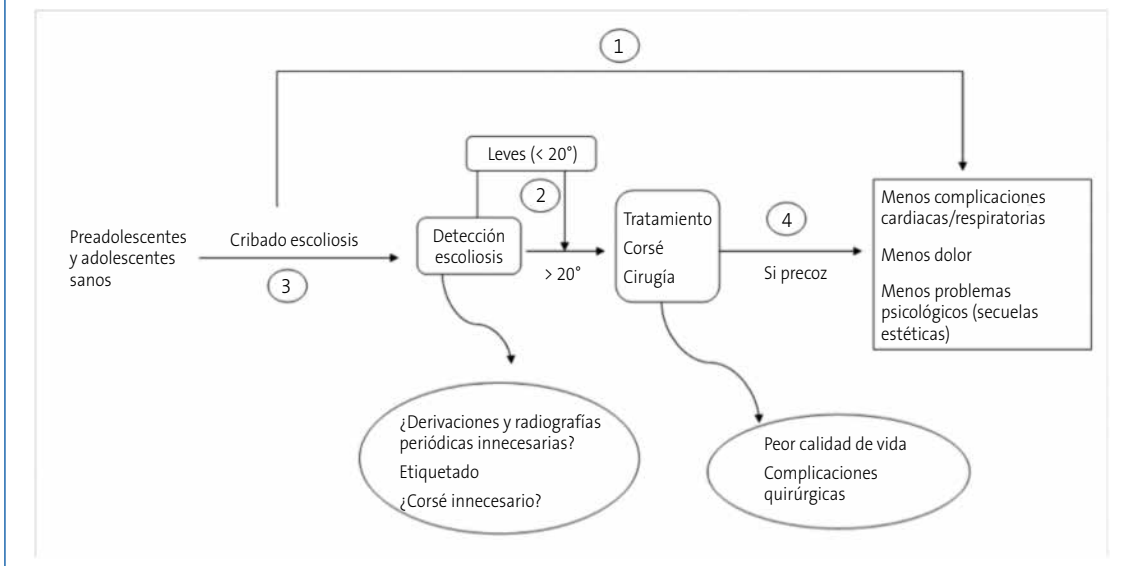 1
Leves (< 20°)
2
Preadolescentes
y adolescentes
sanos
Cribado escoliosis
3
Detección
escoliosis
> 20°
Tratamiento
Corsé
Cirugía
4
Si precoz
Menos complicaciones
cardiacas/respiratorias
Menos dolor
Menos problemas
psicológicos (secuelas
estéticas)
¿Derivaciones y radiografías
periódicas innecesarias?
Etiquetado
¿Corsé innecesario?
Peor calidad de vida
Complicaciones
quirúrgicas